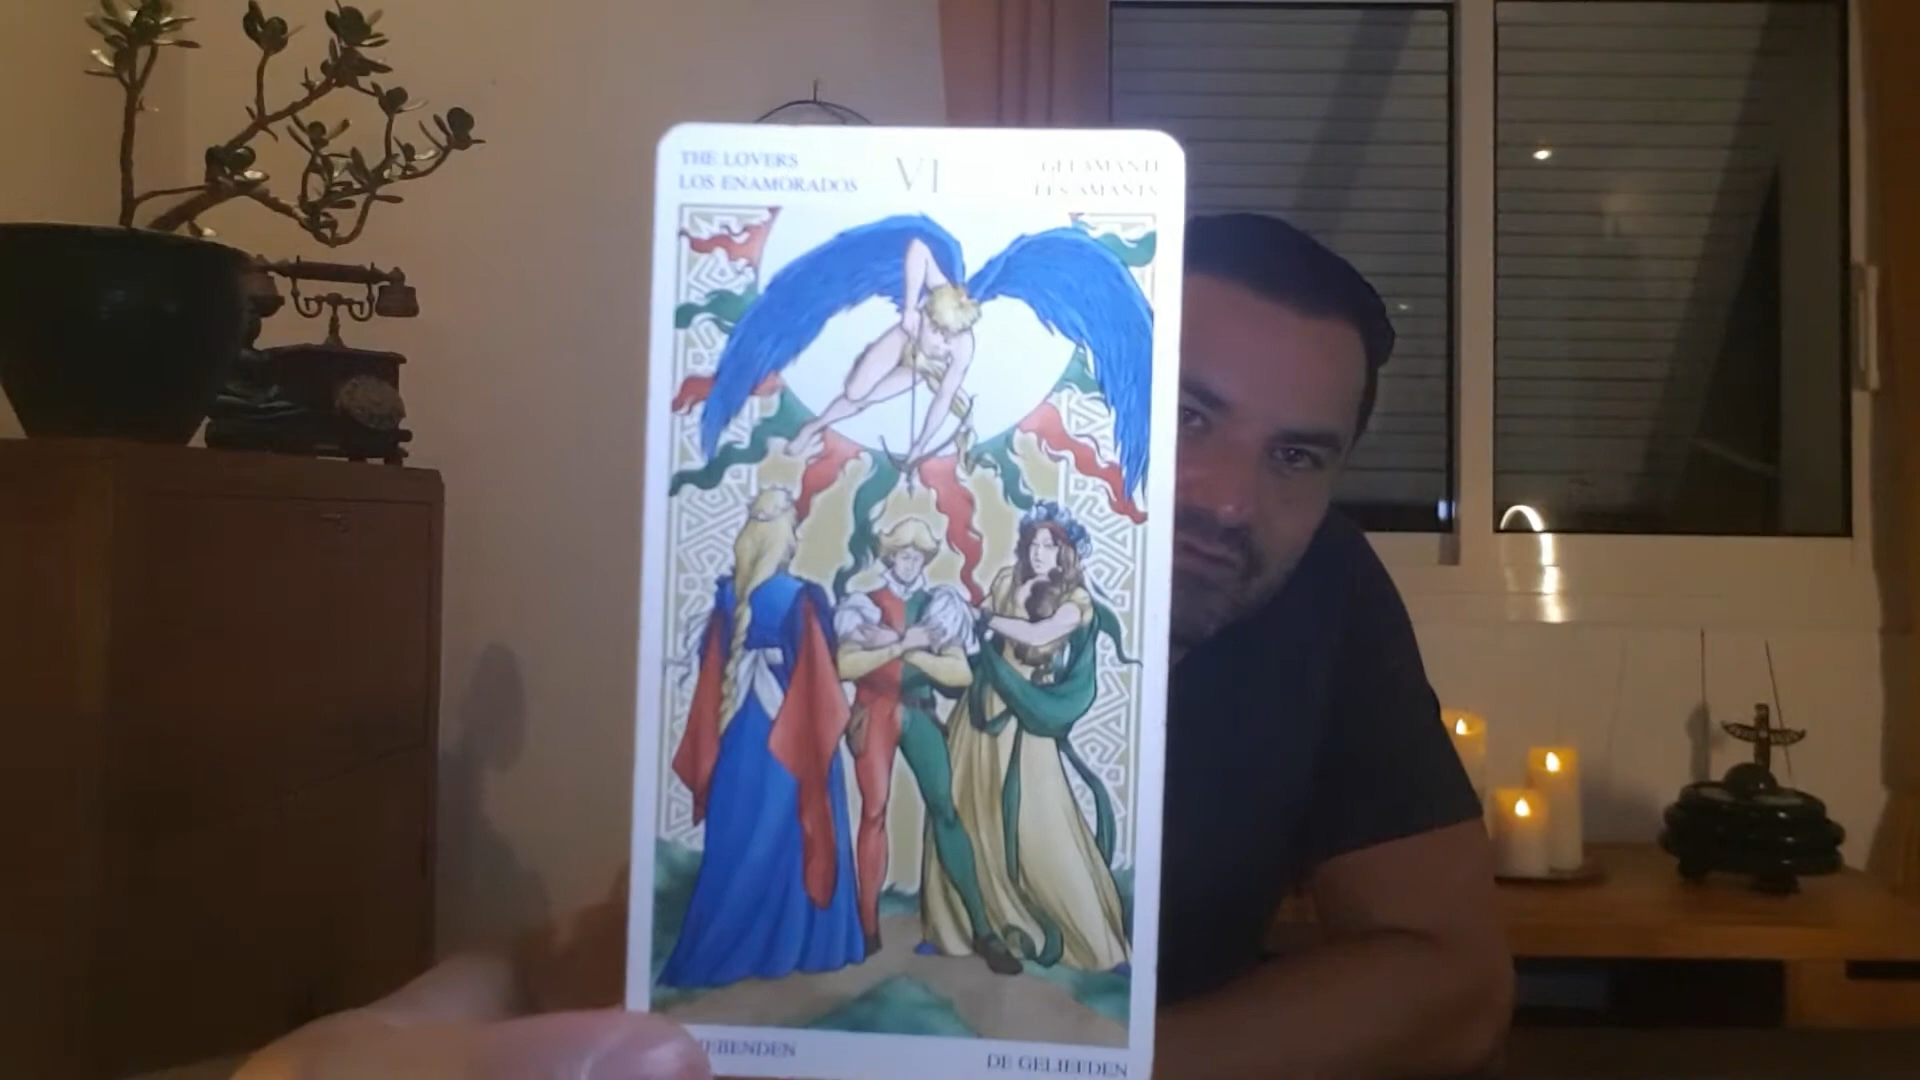 THE LOVERS
LOS ENAMORADOS
VI
GLI AMANTI
LES AMANTS
DE GELIEFDEN